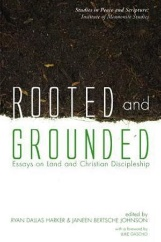 Studies in Peace and Scripture:
Institute of Mennonite Studies
ROOTED and
GROUNDED
Essays on Land and Christian Discipleship
edited by
RYAN DALLAS HARKER & JANEEN BERTSCHE JOHNSON
with a foreword by